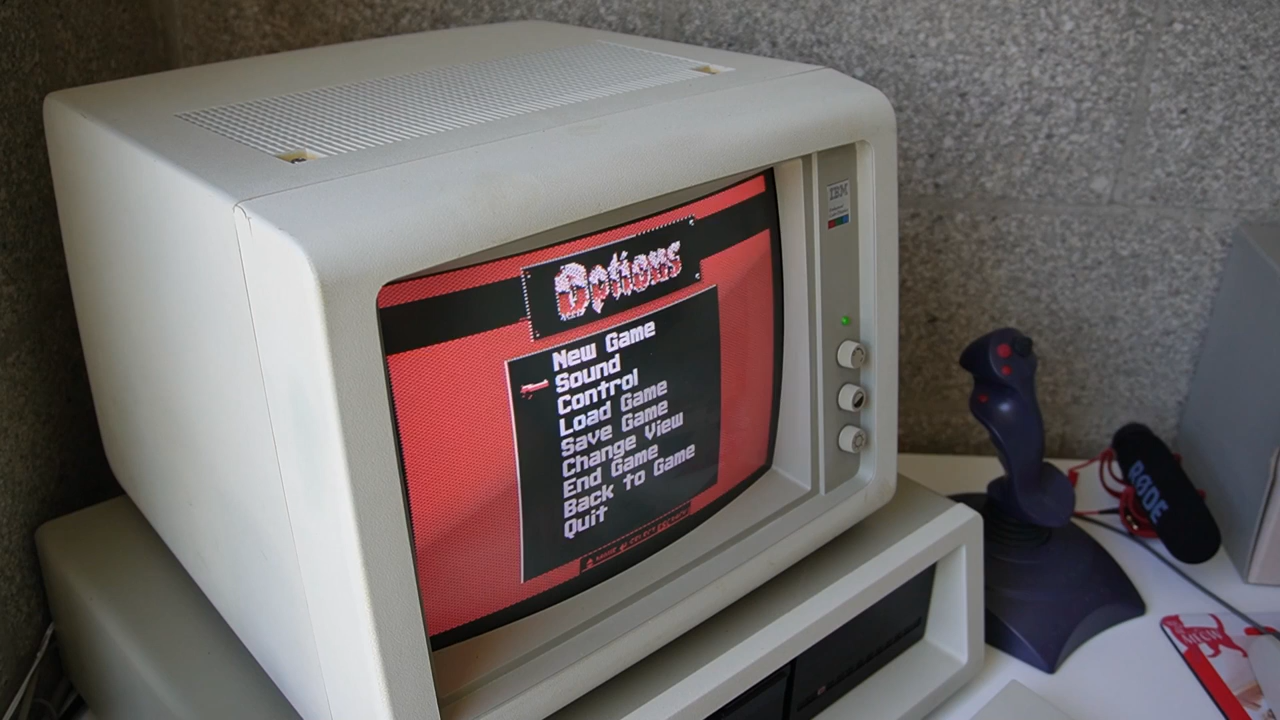 IBM
Options
New Game
Sound
Control
Load Game
Save Game
Change View
End Game
Back to Game
Quit
RØDE
MEOW